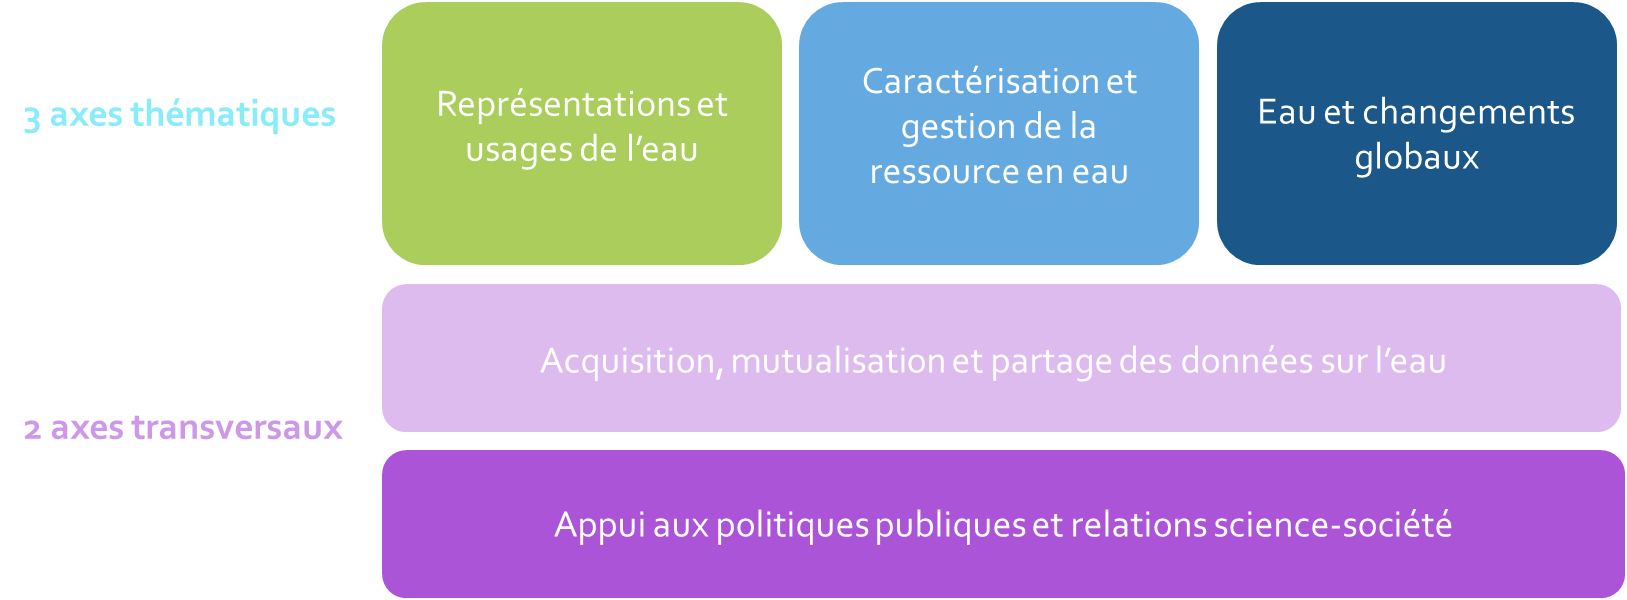 3 axes thématiques
Représentations et
usages de l’eau
Caractérisation et
gestion de la
ressource en eau
Eau et changements
globaux
2 axes transversaux
Acquisition, mutualisation et partage des données sur l’eau
Appui aux politiques publiques et relations science-société